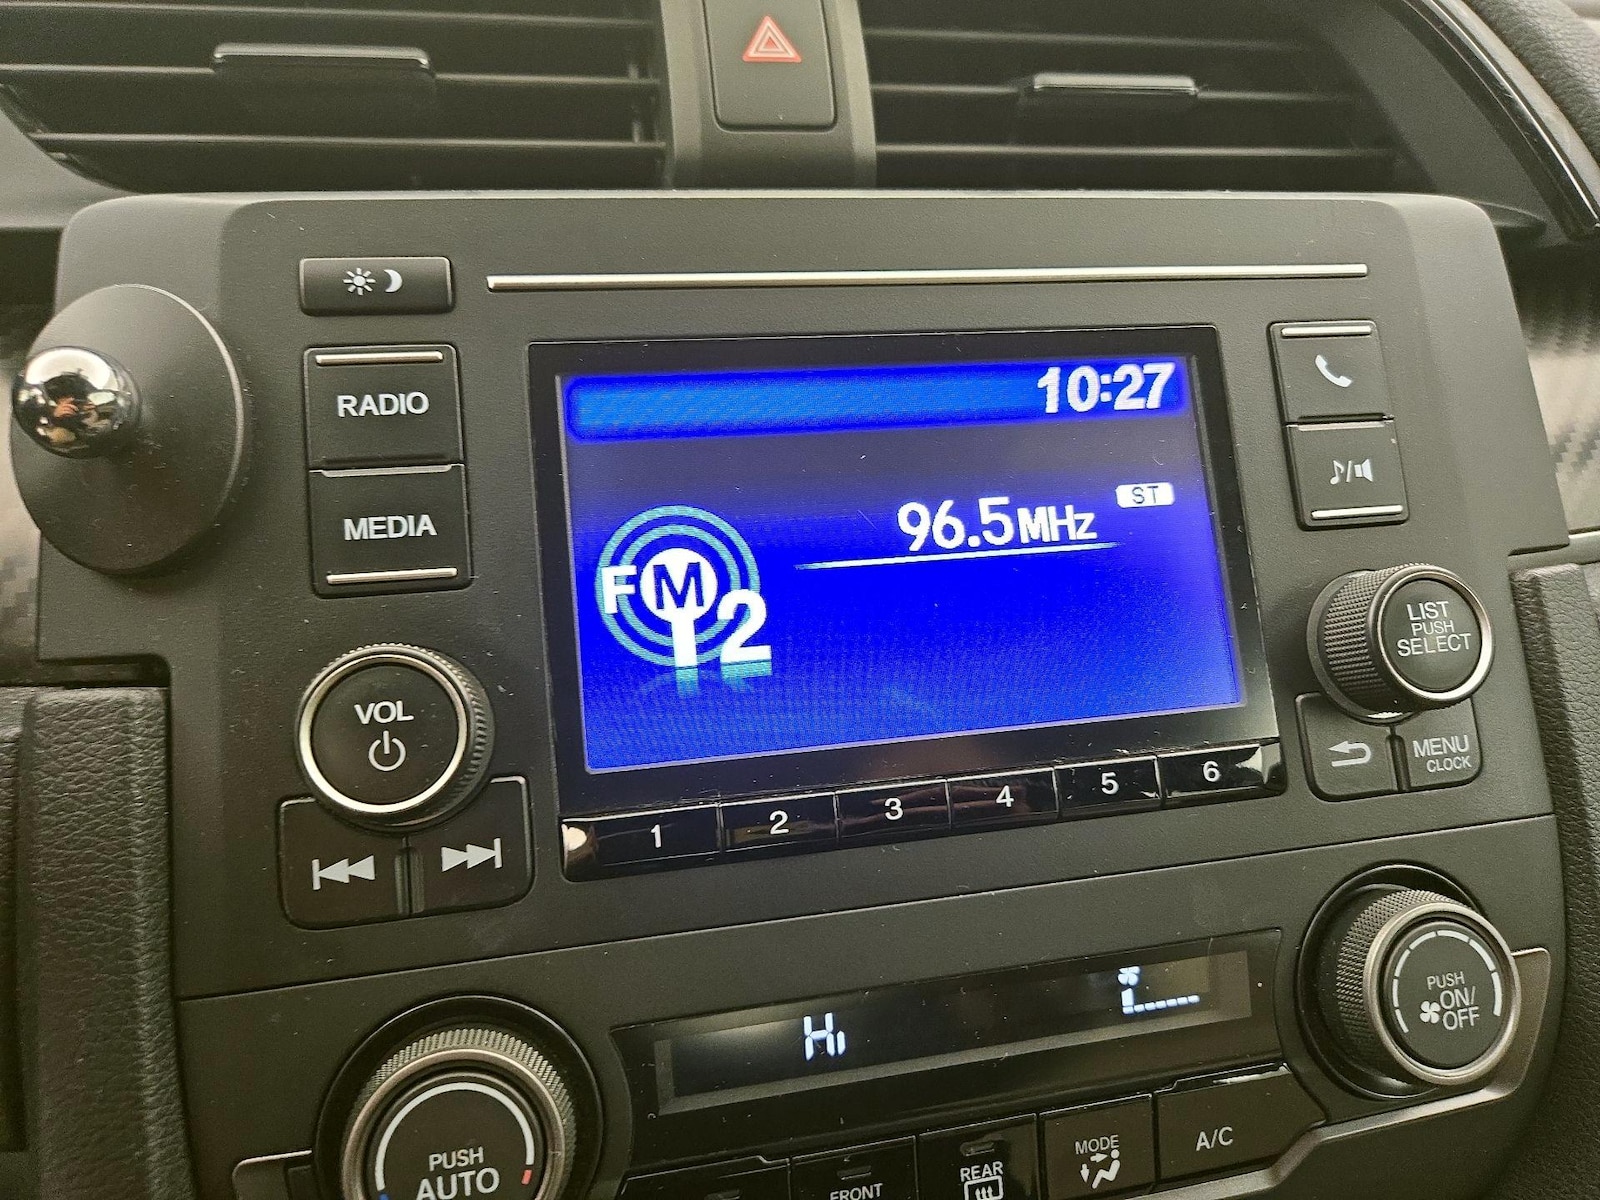 RADIO
MEDIA
VOL
10:27
96.5MHz
ST
FM
2
1 2 3 4 5 6
LIST
PUSH
SELECT
MENU
CLOCK
Hi
PUSH
ON/
OFF
PUSH
AUTO
FRONT
REAR
MODE
A/C